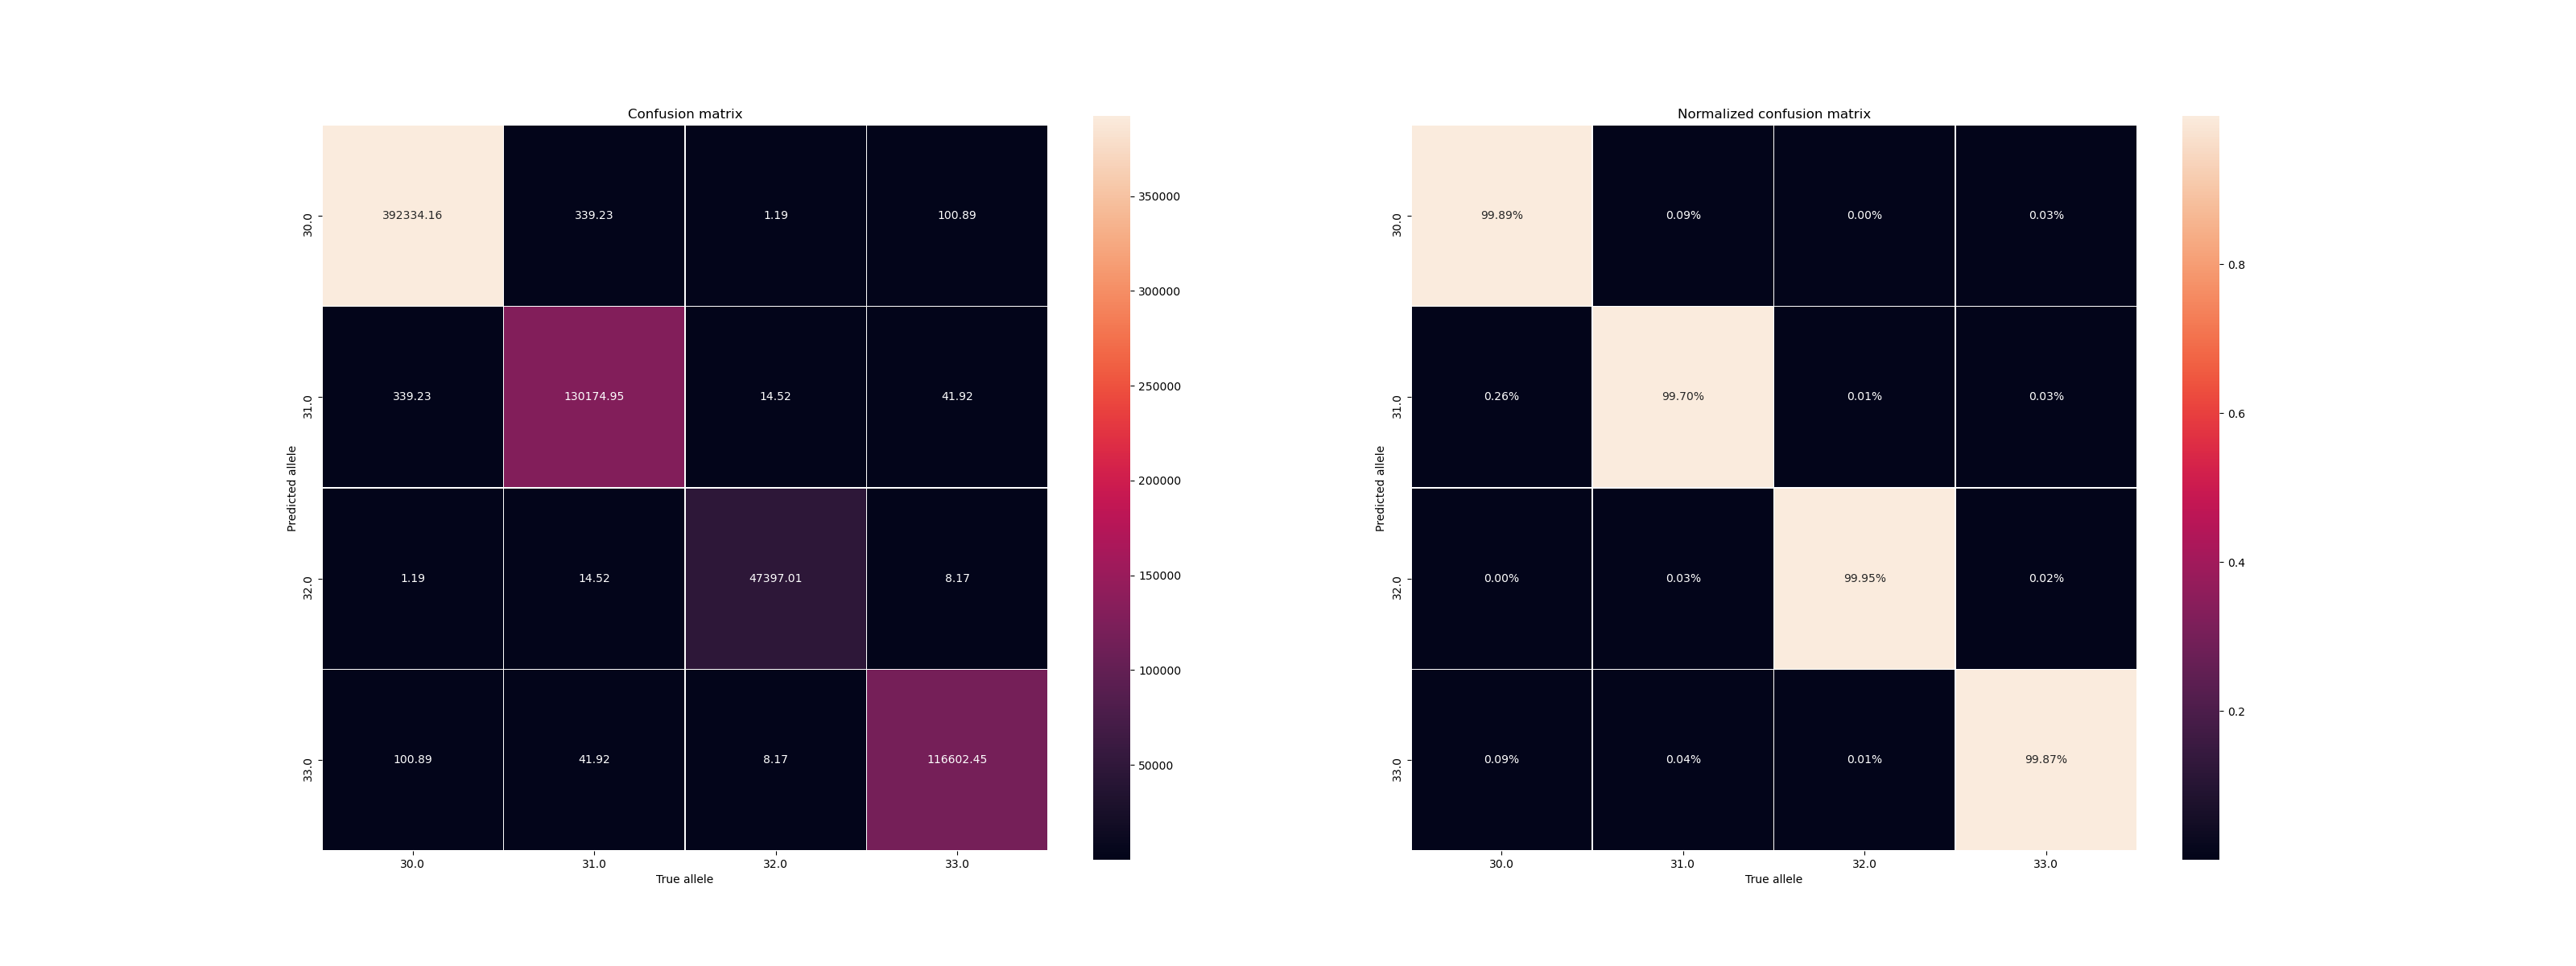 Confusion matrix
392334.16 339.23 1.19 100.89
339.23 130174.95 14.52 41.92
1.19 14.52 47397.01 8.17
100.89 41.92 8.17 116602.45
30.0
31.0
32.0
33.0
Predicted allele
30.0 31.0 32.0 33.0
True allele
350000
300000
250000
200000
150000
100000
50000
Normalized confusion matrix
99.89% 0.09% 0.00% 0.03%
0.26% 99.70% 0.01% 0.03%
0.00% 0.03% 99.95% 0.02%
0.09% 0.04% 0.01% 99.87%
30.0
31.0
32.0
33.0
Predicted allele
30.0 31.0 32.0 33.0
True allele
0.8
0.6
0.4
0.2